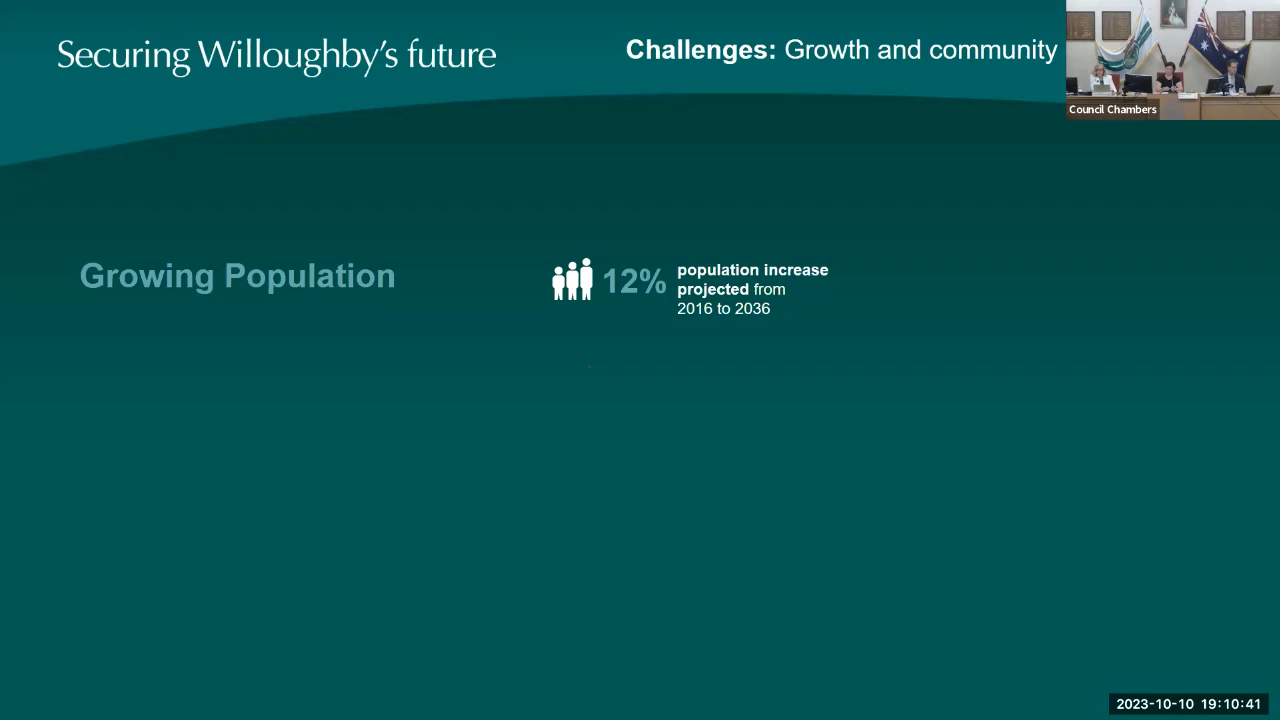 Securing Willoughby's future
Challenges: Growth and community
Council Chambers
Growing Population
12%
population increase
projected from
2016 to 2036
2023-10-10 19:10:41